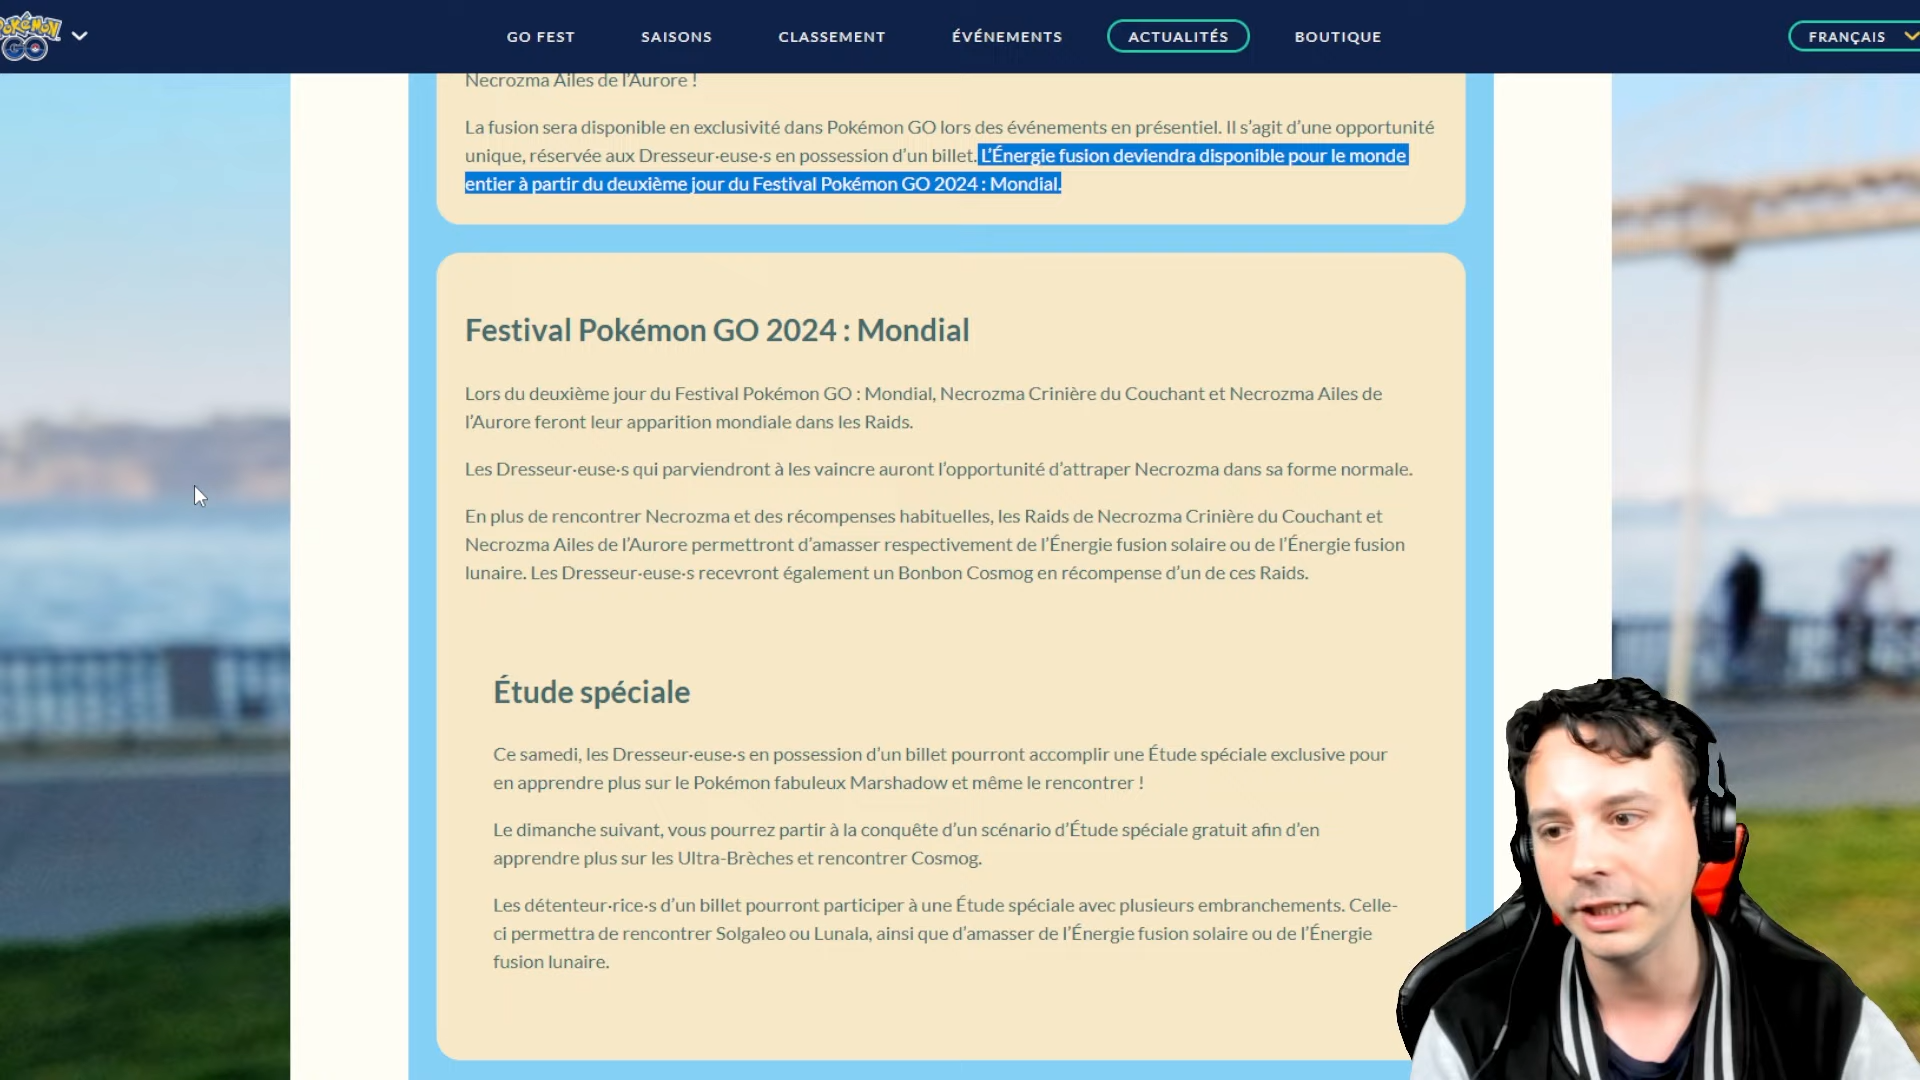 POKÉMON GO
GO FEST
SAISONS
CLASSEMENT
ÉVÉNEMENTS
ACTUALITÉS
BOUTIQUE
FRANÇAIS
Necrozma Ailes de l’Aurore !
La fusion sera disponible en exclusivité dans Pokémon GO lors des événements en présentiel. Il s’agit d’une opportunité
unique, réservée aux Dresseur·euse·s en possession d’un billet. L’Énergie fusion deviendra disponible pour le monde
entier à partir du deuxième jour du Festival Pokémon GO 2024 : Mondial.
Festival Pokémon GO 2024 : Mondial
Lors du deuxième jour du Festival Pokémon GO : Mondial, Necrozma Crinière du Couchant et Necrozma Ailes de
l’Aurore feront leur apparition mondiale dans les Raids.
Les Dresseur·euse·s qui parviendront à les vaincre auront l’opportunité d’attraper Necrozma dans sa forme normale.
En plus de rencontrer Necrozma et des récompenses habituelles, les Raids de Necrozma Crinière du Couchant et
Necrozma Ailes de l’Aurore permettront d’amasser respectivement de l’Énergie fusion solaire ou de l’Énergie fusion
lunaire. Les Dresseur·euse·s recevront également un Bonbon Cosmog en récompense d’un de ces Raids.
Étude spéciale
Ce samedi, les Dresseur·euse·s en possession d’un billet pourront accomplir une Étude spéciale exclusive pour
en apprendre plus sur le Pokémon fabuleux Marshadow et même le rencontrer !
Le dimanche suivant, vous pourrez partir à la conquête d’un scénario d’Étude spéciale gratuit afin d’en
apprendre plus sur les Ultra-Brèches et rencontrer Cosmog.
Les détenteur·rice·s d’un billet pourront participer à une Étude spéciale avec plusieurs embranchements. Celle-
ci permettra de rencontrer Solgaleo ou Lunala, ainsi que d’amasser de l’Énergie fusion solaire ou de l’Énergie
fusion lunaire.